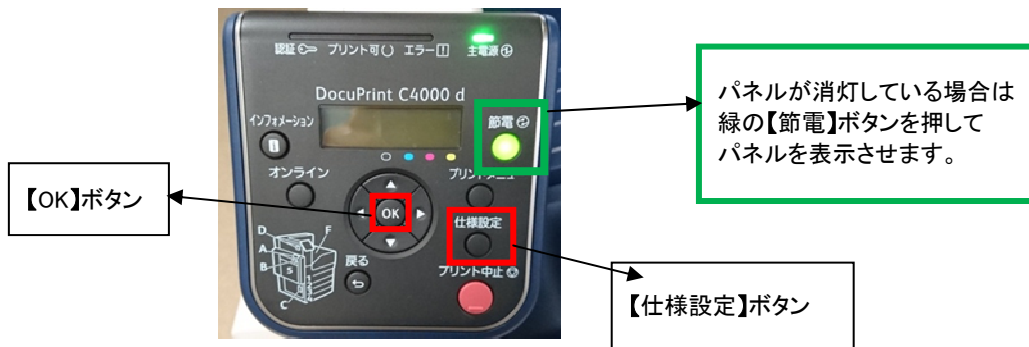 認証 プリント可 エラー 主電源
DocuPrint C4000 d
インフォメーション
節電
オンライン
プリントメニュー
OK
仕様設定
D
F
A
B
S
C
戻る
プリント中止
パネルが消灯している場合は
緑の【節電】ボタンを押して
パネルを表示させます。
【OK】ボタン
【仕様設定】ボタン